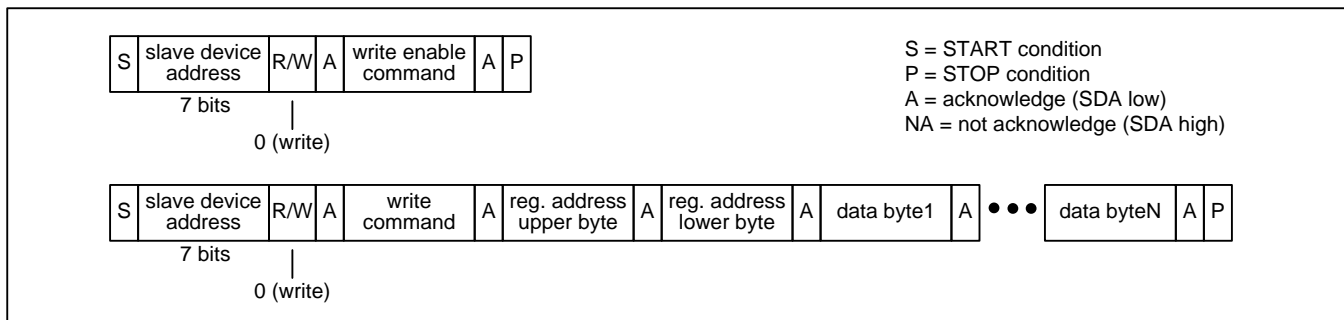 S slave device address R/W A write enable command A P
7 bits
0 (write)
S = START condition
P = STOP condition
A = acknowledge (SDA low)
NA = not acknowledge (SDA high)
S slave device address R/W A write command A reg. address upper byte A reg. address lower byte A data byte1 A ••• data byteN A P
7 bits
0 (write)